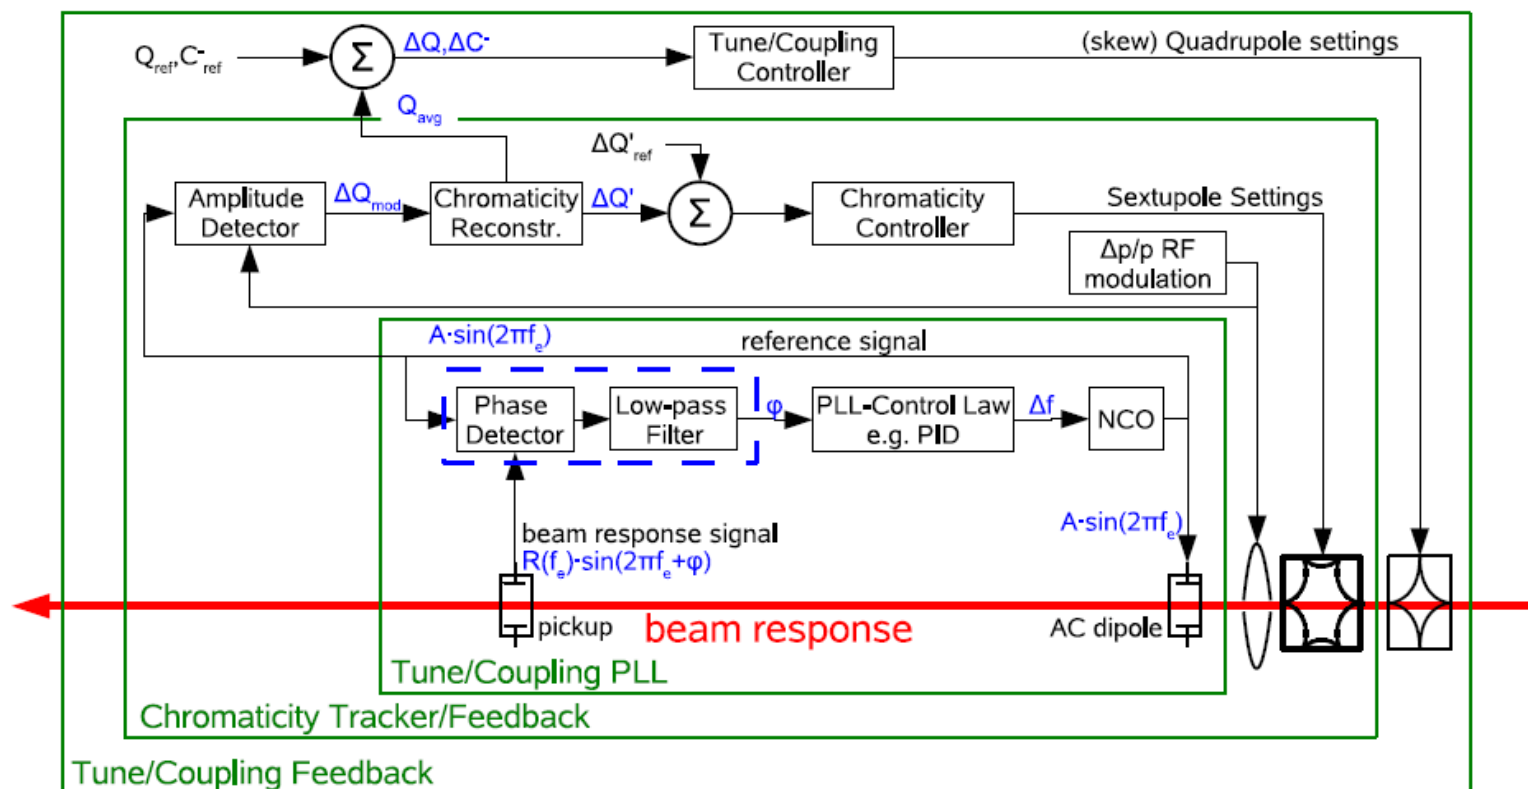 Q_ref,C⁻_ref
Σ
ΔQ,ΔC⁻
Tune/Coupling
Controller
(skew) Quadrupole settings
Q_avg
ΔQ'_ref
Amplitude
Detector
ΔQ_mod
Chromaticity
Reconstr.
ΔQ'
Σ
Chromaticity
Controller
Sextupole Settings
Δp/p RF
modulation
A·sin(2πf_e)
reference signal
Phase
Detector
Low-pass
Filter
φ
PLL-Control Law
e.g. PID
Δf
NCO
beam response signal
R(f_e)·sin(2πf_e+φ)
A·sin(2πf_e)
pickup
beam response
AC dipole
Tune/Coupling PLL
Chromaticity Tracker/Feedback
Tune/Coupling Feedback